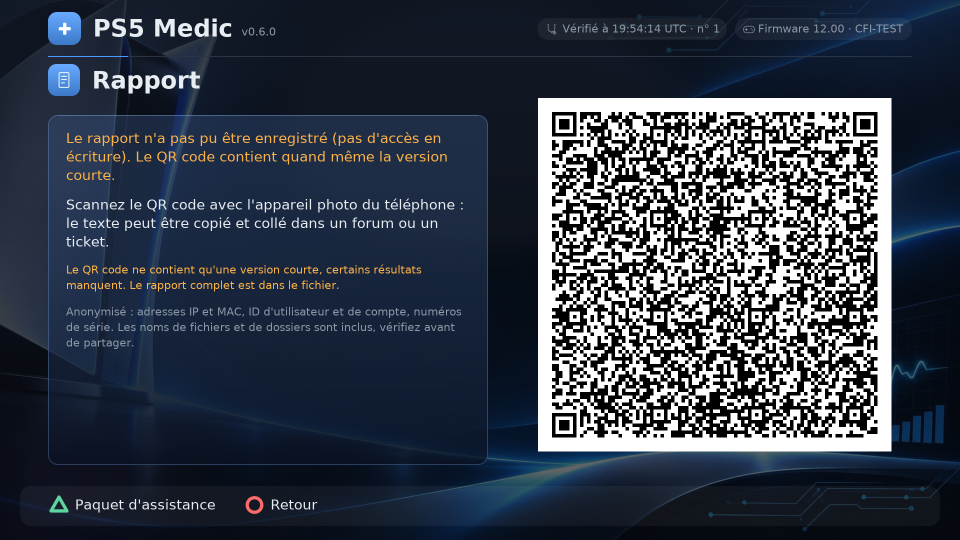 PS5 Medic v0.6.0
Vérifié à 19:54:14 UTC · n° 1
Firmware 12.00 · CFI-TEST
Rapport
Le rapport n'a pas pu être enregistré (pas d'accès en
écriture). Le QR code contient quand même la version
courte.
Scannez le QR code avec l'appareil photo du téléphone :
le texte peut être copié et collé dans un forum ou un
ticket.
Le QR code ne contient qu'une version courte, certains résultats
manquent. Le rapport complet est dans le fichier.
Anonymisé : adresses IP et MAC, ID d'utilisateur et de compte, numéros
de série. Les noms de fichiers et de dossiers sont inclus, vérifiez avant
de partager.
Paquet d'assistance
Retour